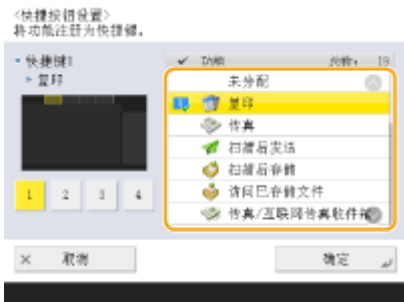 <快捷按钮设置>
将功能注册为快捷键。
快捷键1
复印
功能
19
未分配
复印
传真
扫描后发送
扫描后存储
访问已存储文件
传真/互联网传真收件箱
1 2 3 4
× 取消
确定